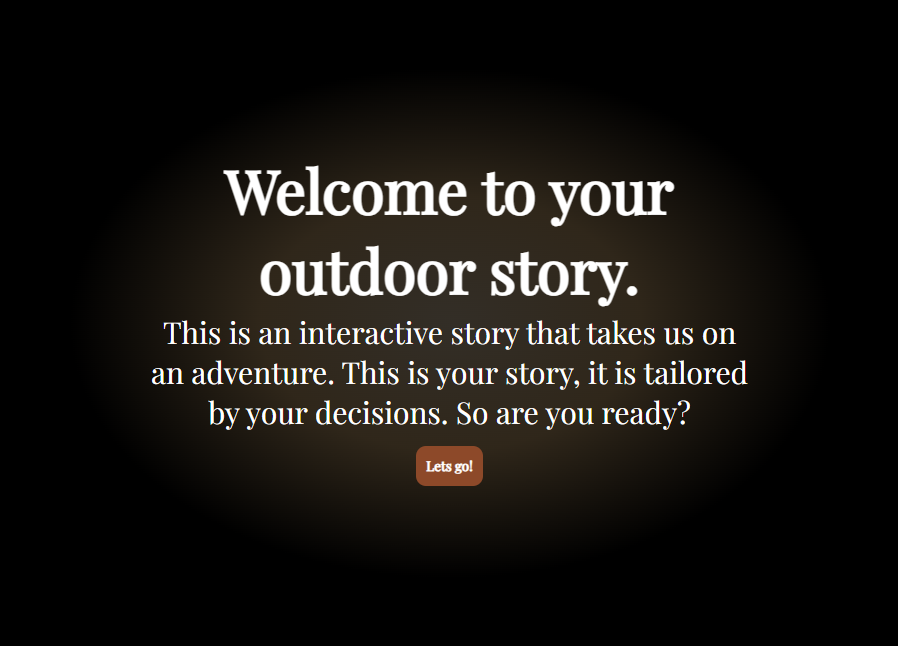 Welcome to your
outdoor story.
This is an interactive story that takes us on
an adventure. This is your story, it is tailored
by your decisions. So are you ready?
Lets go!